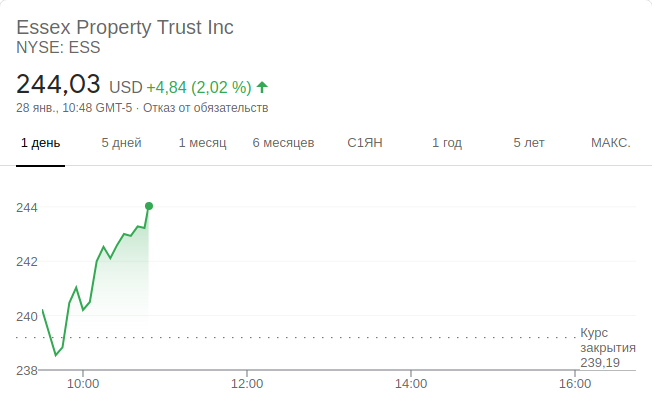 Essex Property Trust Inc
NYSE: ESS
244,03 USD +4,84 (2,02 %)
28 янв., 10:48 GMT-5 · Отказ от обязательств
1 день 5 дней 1 месяц 6 месяцев С1ЯН 1 год 5 лет МАКС.
244
242
240
Курс
закрытия
239,19
238
10:00 12:00 14:00 16:00